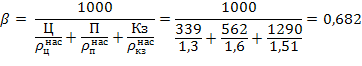 β = 1000 / (Ц/ρ_ц^нас + П/ρ_п^нас + Кз/ρ_кз^нас) = 1000 / (339/1,3 + 562/1,6 + 1290/1,51) = 0,682